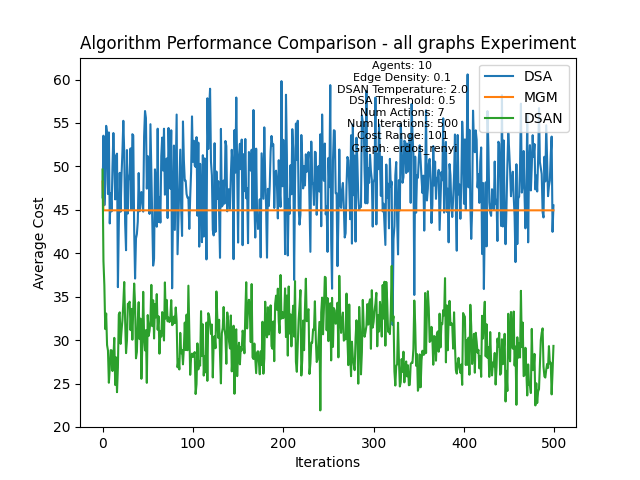 Algorithm Performance Comparison - all graphs Experiment
Agents: 10
Edge Density: 0.1
DSAN Temperature: 2.0
DSA Threshold: 0.5
Num Actions: 7
Num Iterations: 500
Cost Range: 101
Graph: erdos_renyi
DSA
MGM
DSAN
Average Cost
60
55
50
45
40
35
30
25
20
0 100 200 300 400 500
Iterations